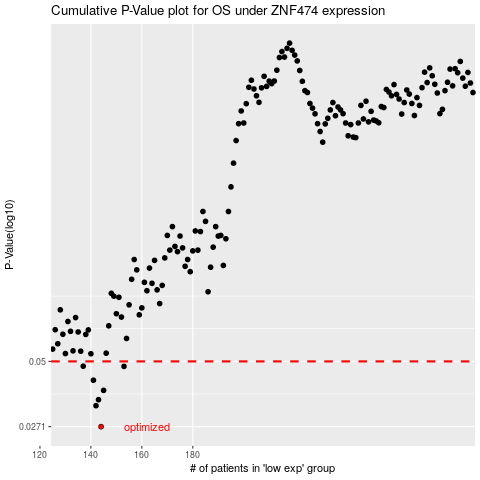 Cumulative P-Value plot for OS under ZNF474 expression
P-Value(log10)
0.05
0.0271
optimized
120 140 160 180
# of patients in 'low exp' group